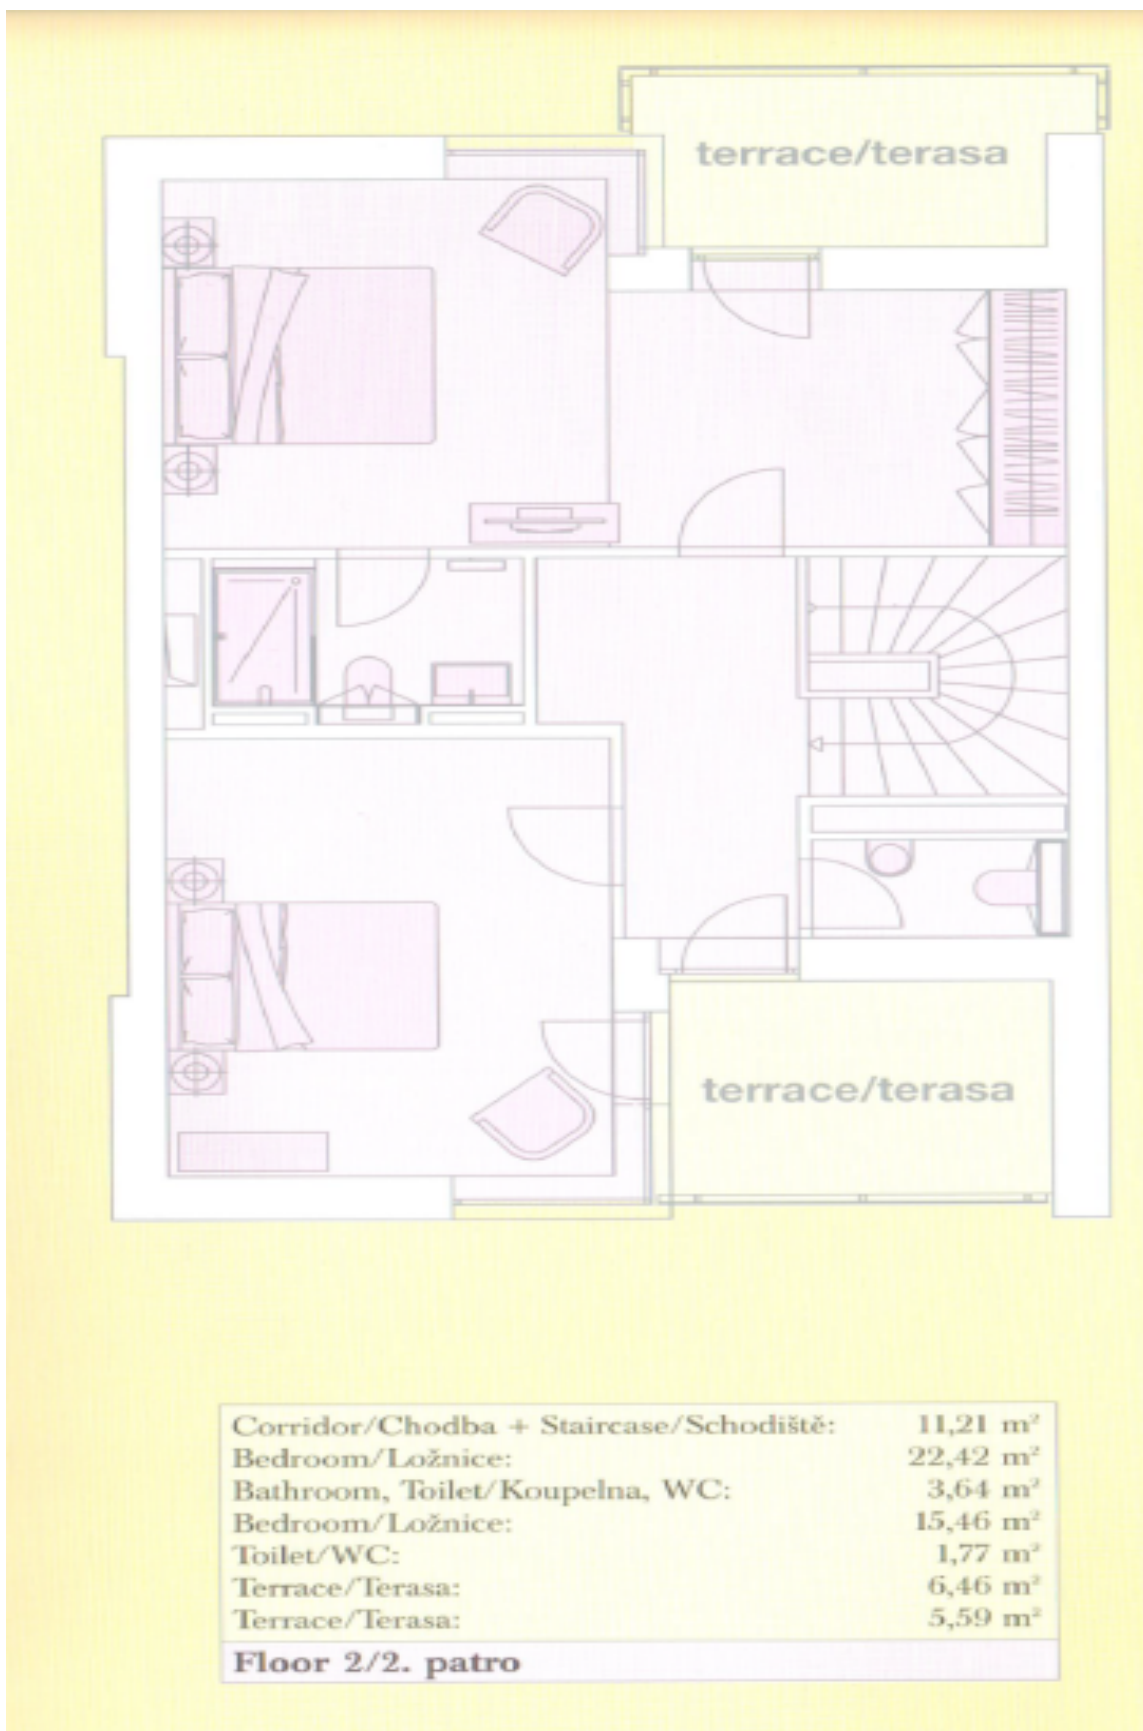 terrace/terasa
terrace/terasa
Corridor/Chodba + Staircase/Schodiště: 11,21 m²
Bedroom/Ložnice: 22,42 m²
Bathroom, Toilet/Koupelna, WC: 3,64 m²
Bedroom/Ložnice: 15,46 m²
Toilet/WC: 1,77 m²
Terrace/Terasa: 6,46 m²
Terrace/Terasa: 5,59 m²
Floor 2/2. patro